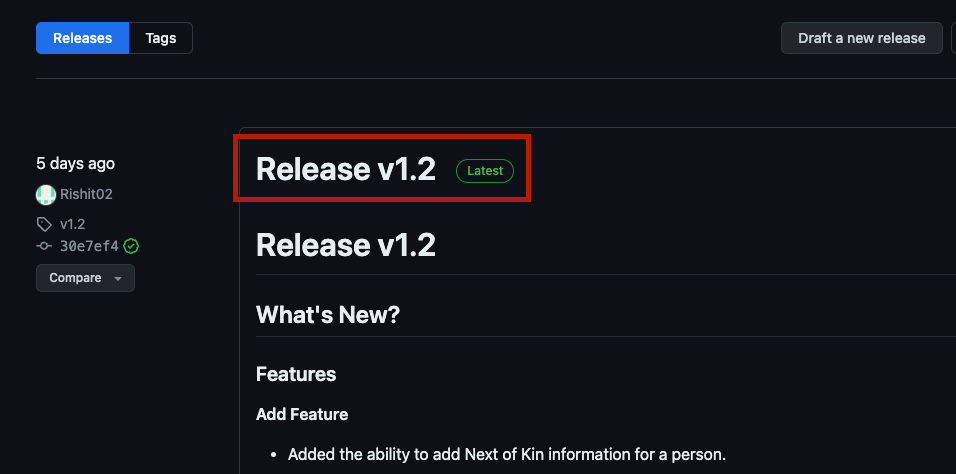 Releases Tags Draft a new release
5 days ago
Rishit02
v1.2
30e7ef4
Compare
Release v1.2 Latest
Release v1.2
What's New?
Features
Add Feature
• Added the ability to add Next of Kin information for a person.